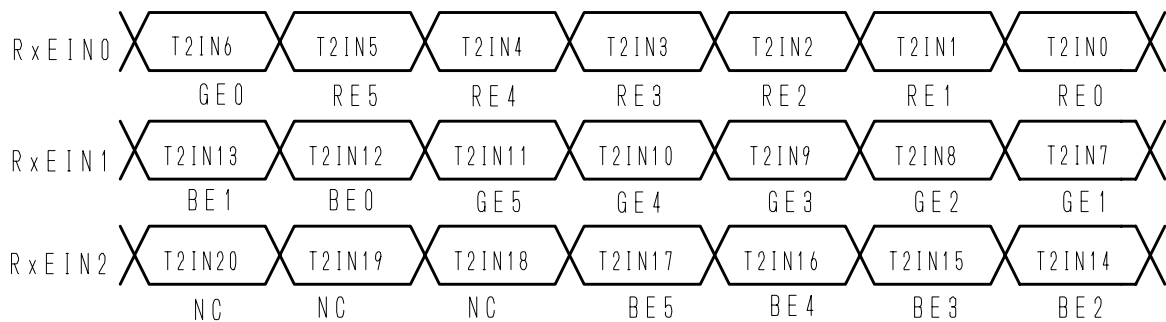 RxEIN0 T2IN6 T2IN5 T2IN4 T2IN3 T2IN2 T2IN1 T2IN0
GE0 RE5 RE4 RE3 RE2 RE1 RE0
RxEIN1 T2IN13 T2IN12 T2IN11 T2IN10 T2IN9 T2IN8 T2IN7
BE1 BE0 GE5 GE4 GE3 GE2 GE1
RxEIN2 T2IN20 T2IN19 T2IN18 T2IN17 T2IN16 T2IN15 T2IN14
NC NC NC BE5 BE4 BE3 BE2